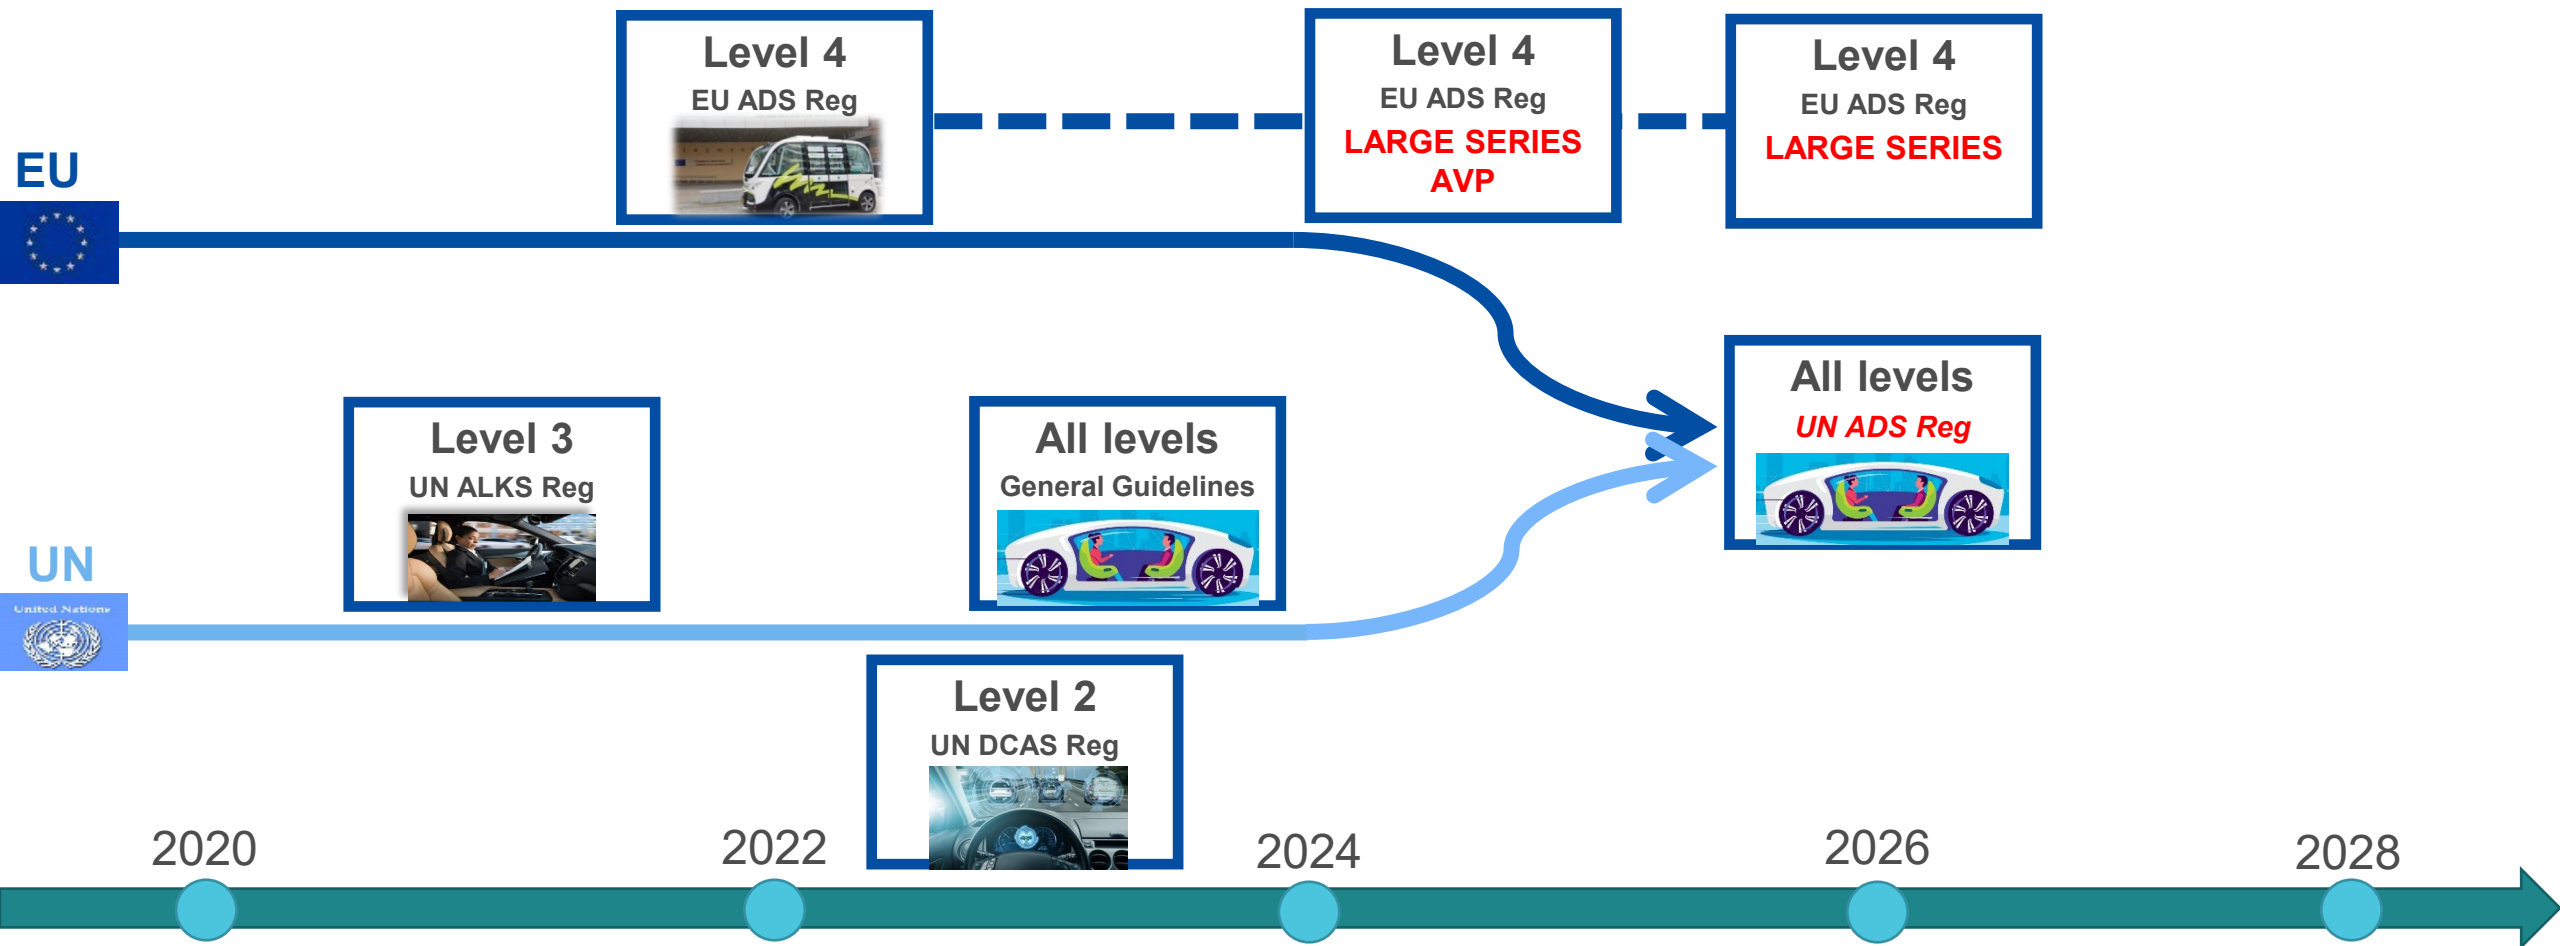 Level 4
EU ADS Reg
Level 4
EU ADS Reg
LARGE SERIES
AVP
Level 4
EU ADS Reg
LARGE SERIES
EU
All levels
UN ADS Reg
Level 3
UN ALKS Reg
All levels
General Guidelines
UN
United Nations
Level 2
UN DCAS Reg
2020
2022
2024
2026
2028